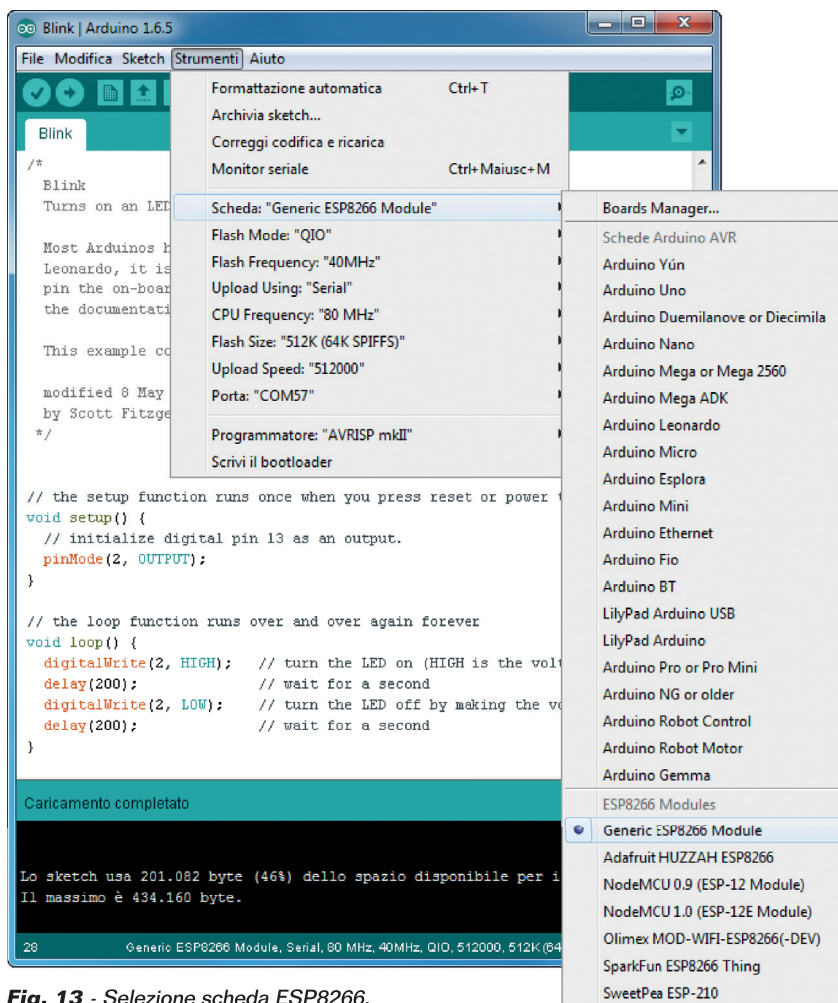 Blink | Arduino 1.6.5
File Modifica Sketch Strumenti Aiuto
Formattazione automatica Ctrl+T
Archivia sketch...
Correggi codifica e ricarica
Monitor seriale Ctrl+Maiusc+M
Scheda: "Generic ESP8266 Module"
Flash Mode: "QIO"
Flash Frequency: "40MHz"
Upload Using: "Serial"
CPU Frequency: "80 MHz"
Flash Size: "512K (64K SPIFFS)"
Upload Speed: "512000"
Porta: "COM57"
Programmatore: "AVRISP mkII"
Scrivi il bootloader
Boards Manager...
Schede Arduino AVR
Arduino Yún
Arduino Uno
Arduino Duemilanove or Diecimila
Arduino Nano
Arduino Mega or Mega 2560
Arduino Mega ADK
Arduino Leonardo
Arduino Micro
Arduino Esplora
Arduino Mini
Arduino Ethernet
Arduino Fio
Arduino BT
LilyPad Arduino USB
LilyPad Arduino
Arduino Pro or Pro Mini
Arduino NG or older
Arduino Robot Control
Arduino Robot Motor
Arduino Gemma
ESP8266 Modules
Generic ESP8266 Module
Adafruit HUZZAH ESP8266
NodeMCU 0.9 (ESP-12 Module)
NodeMCU 1.0 (ESP-12E Module)
Olimex MOD-WIFI-ESP8266(-DEV)
SparkFun ESP8266 Thing
SweetPea ESP-210
Blink
/*
Blink
Turns on an LED
Most Arduinos h
Leonardo, it is
pin the on-boar
the documentati
This example co
modified 8 May
by Scott Fitzge
*/
// the setup function runs once when you press reset or power t
void setup() {
// initialize digital pin 13 as an output.
pinMode(2, OUTPUT);
}
// the loop function runs over and over again forever
void loop() {
digitalWrite(2, HIGH); // turn the LED on (HIGH is the volt
delay(200); // wait for a second
digitalWrite(2, LOW); // turn the LED off by making the vo
delay(200); // wait for a second
}
Caricamento completato
Lo sketch usa 201.082 byte (46%) dello spazio disponibile per i
Il massimo è 434.160 byte.
28 Generic ESP8266 Module, Serial, 80 MHz, 40MHz, QIO, 512000, 512K (64
Fig. 13 - Selezione scheda ESP8266.